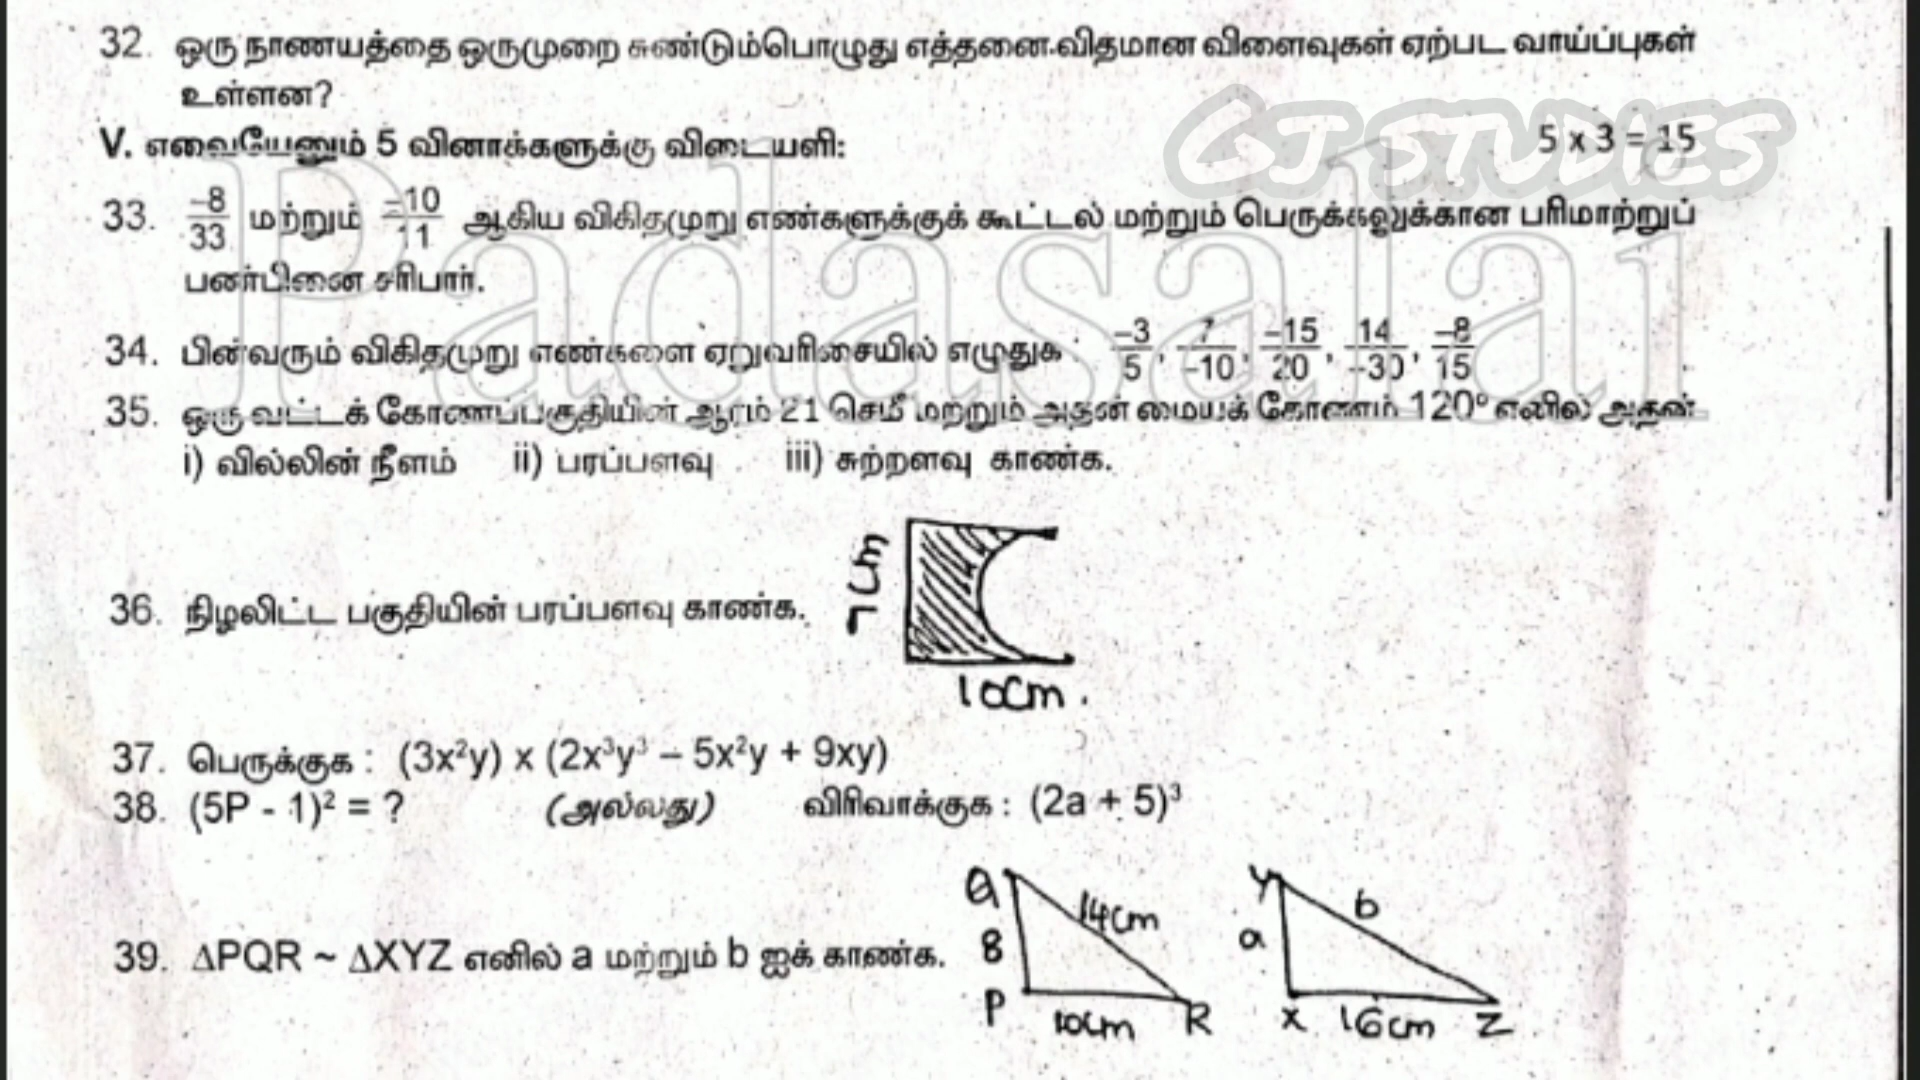 32. ஒரு நாணயத்தை ஒருமுறை சுண்டும்பொழுது எத்தனை விதமான விளைவுகள் ஏற்பட வாய்ப்புகள்
உள்ளன?
GJ STUDIES
V. எவையேனும் 5 வினாக்களுக்கு விடையளி: 5 x 3 = 15
33. -8/33 மற்றும் -10/11 ஆகிய விகிதமுறு எண்களுக்குக் கூட்டல் மற்றும் பெருக்கலுக்கான பரிமாற்றுப்
பண்பினை சரிபார்.
Padasalai
34. பின்வரும் விகிதமுறு எண்களை ஏறுவரிசையில் எழுதுக : -3/5, 7/-10, -15/20, 14/-30, -8/15
35. ஒரு வட்டக் கோணப்பகுதியின் ஆரம் 21 செமீ மற்றும் அதன் மையக் கோணம் 120° எனில் அதன்
i) வில்லின் நீளம் ii) பரப்பளவு iii) சுற்றளவு காண்க.
36. நிழலிட்ட பகுதியின் பரப்பளவு காண்க. 7cm
10cm.
37. பெருக்குக : (3x²y) x (2x³y³ – 5x²y + 9xy)
38. (5P - 1)² = ? (அல்லது) விரிவாக்குக : (2a + 5)³
Q 14cm Y b
39. ΔPQR ~ ΔXYZ எனில் a மற்றும் b ஐக் காண்க. 8 a
P 10cm R X 16cm Z